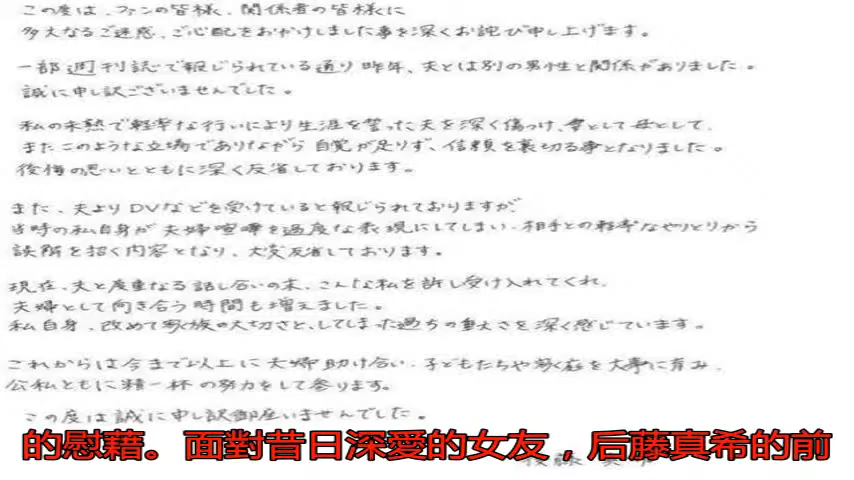 この度は、ファンの皆様、関係者の皆様に
多大なるご迷惑、ご心配をおかけしました事を深くお詫び申し上げます。
一部週刊誌で報じられている通り昨年、夫とは別の男性と関係がありました。
誠に申し訳ございませんでした。
私の未熟で軽率な行いにより生涯を誓った夫を深く傷つけ、妻として母として、
またこのような立場でありながら自覚が足りず、信頼を裏切る事となりました。
後悔の思いとともに深く反省しております。
また、夫よりDVなどを受けていると報じられておりますが、
当時の私自身が夫婦喧嘩を過度な表現にしてしまい、相手との軽率なやりとりから
誤解を招く内容となり、大変反省しております。
現在、夫と度重なる話し合いの末、こんな私を許し受け入れてくれ、
夫婦として向き合う時間も増えました。
私自身、改めて家族の大切さと、してしまった過ちの重大さを深く感じています。
これからは今まで以上に夫婦助け合い、子どもたちや家庭を大事に育み、
公私ともに精一杯の努力をして参ります。
この度は誠に申し訳御座いませんでした。
的慰藉。面對昔日深愛的女友，后藤真希的前